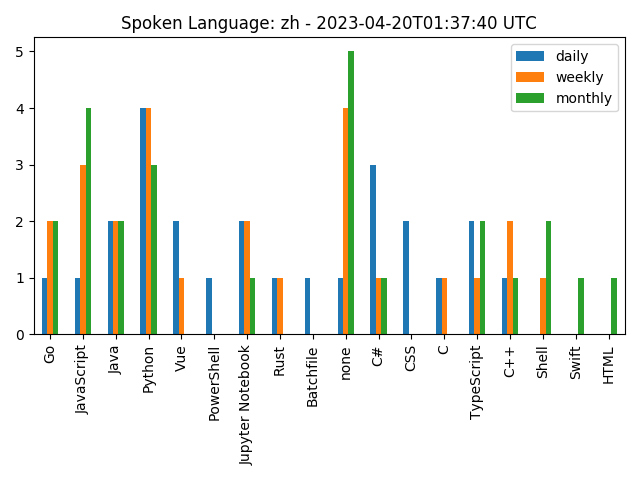 Spoken Language: zh - 2023-04-20T01:37:40 UTC
daily
weekly
monthly
5
4
3
2
1
0
Go
JavaScript
Java
Python
Vue
PowerShell
Jupyter Notebook
Rust
Batchfile
none
C#
CSS
C
TypeScript
C++
Shell
Swift
HTML